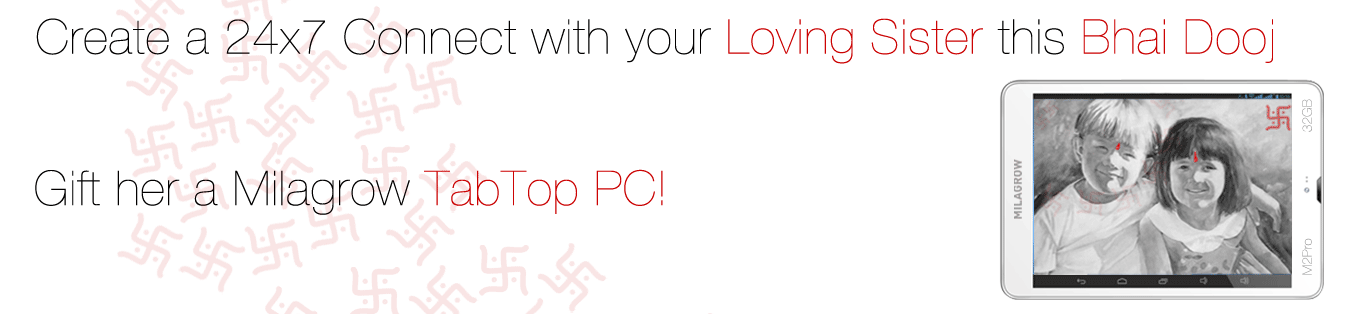 Create a 24x7 Connect with your Loving Sister this Bhai Dooj
Gift her a Milagrow TabTop PC!
MILAGROW
32GB
M2Pro